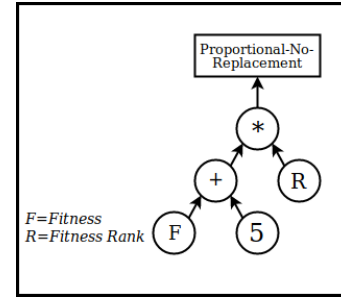 Proportional-No-
Replacement
*
+
R
F=Fitness
R=Fitness Rank
F
5